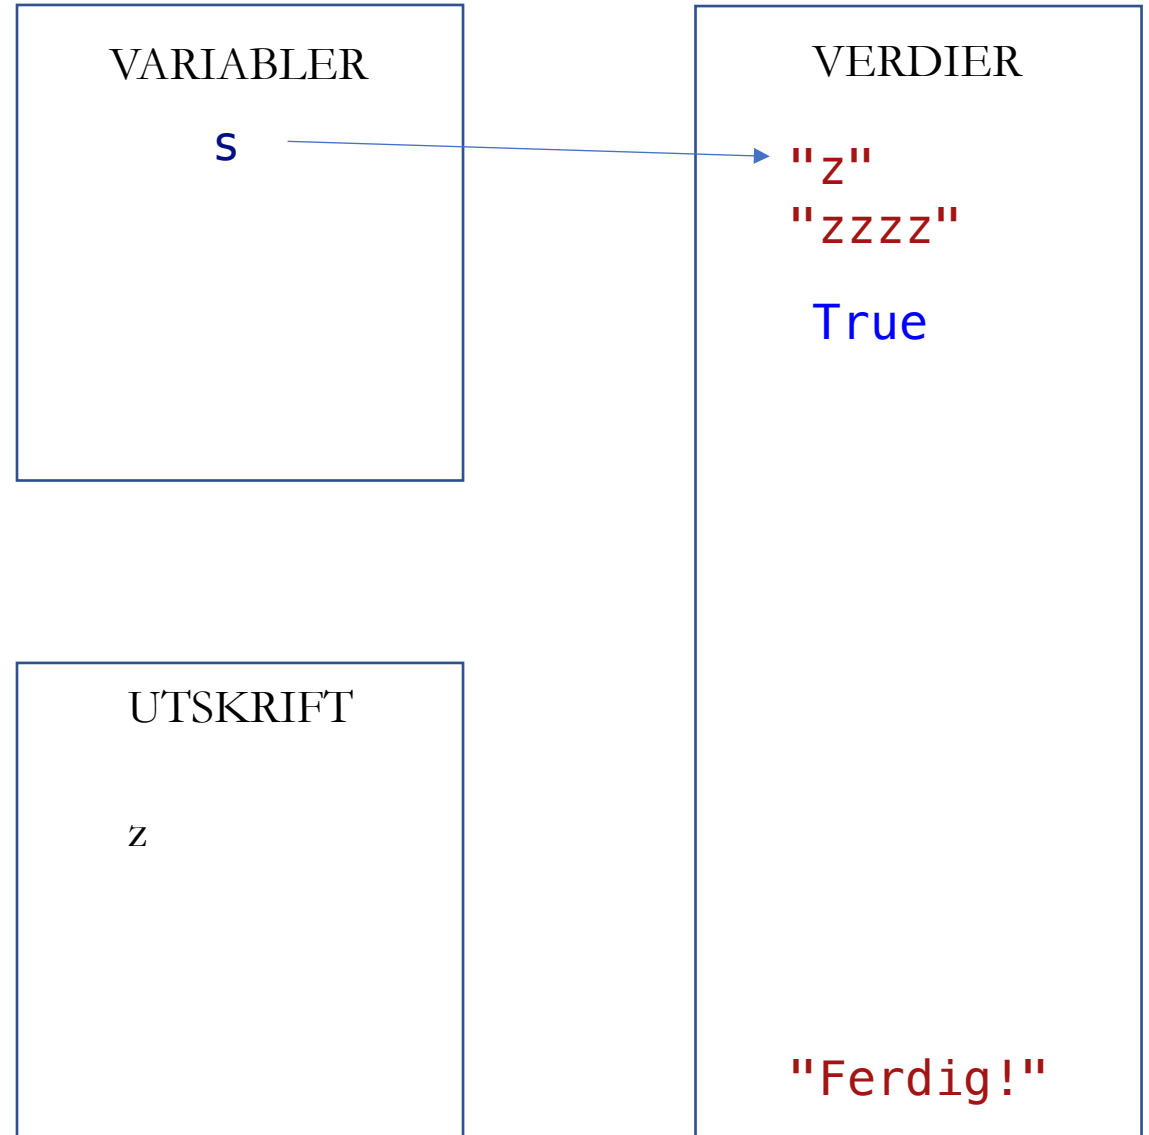 VARIABLER
s
VERDIER
"z"
"zzzz"
True
"Ferdig!"
UTSKRIFT
z